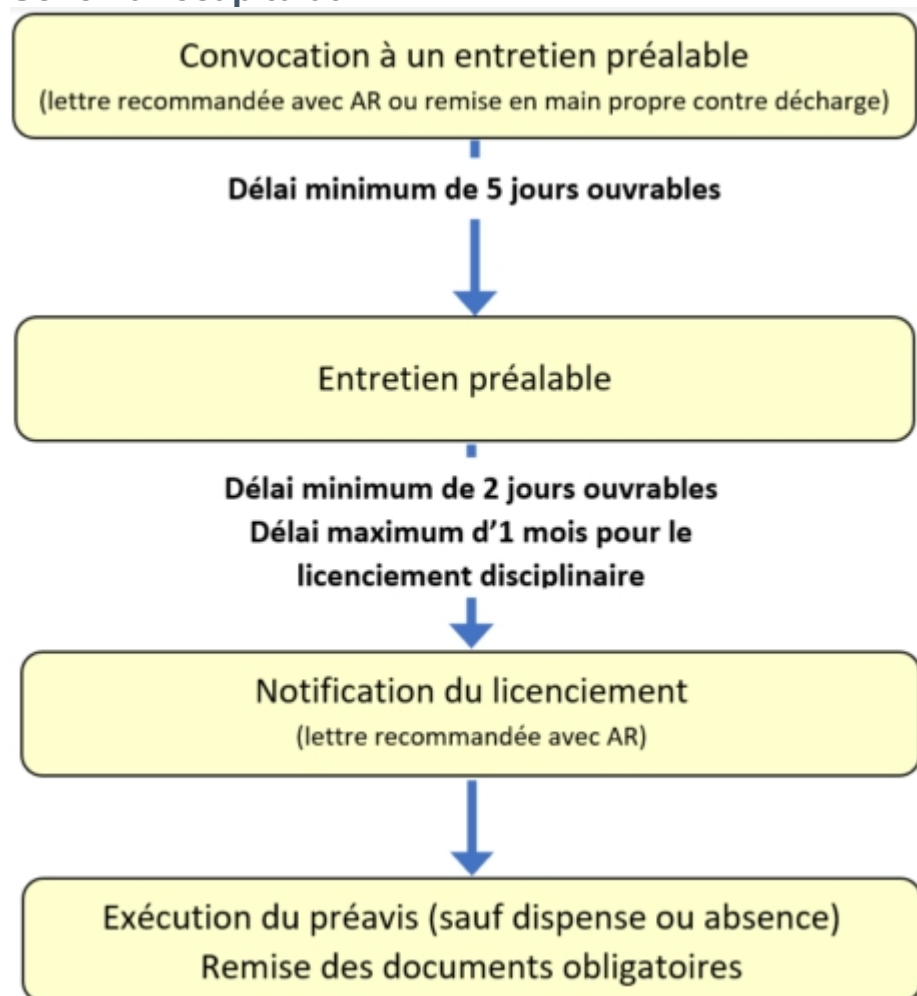 Convocation à un entretien préalable
(lettre recommandée avec AR ou remise en main propre contre décharge)
Délai minimum de 5 jours ouvrables
Entretien préalable
Délai minimum de 2 jours ouvrables
Délai maximum d'1 mois pour le
licenciement disciplinaire
Notification du licenciement
(lettre recommandée avec AR)
Exécution du préavis (sauf dispense ou absence)
Remise des documents obligatoires